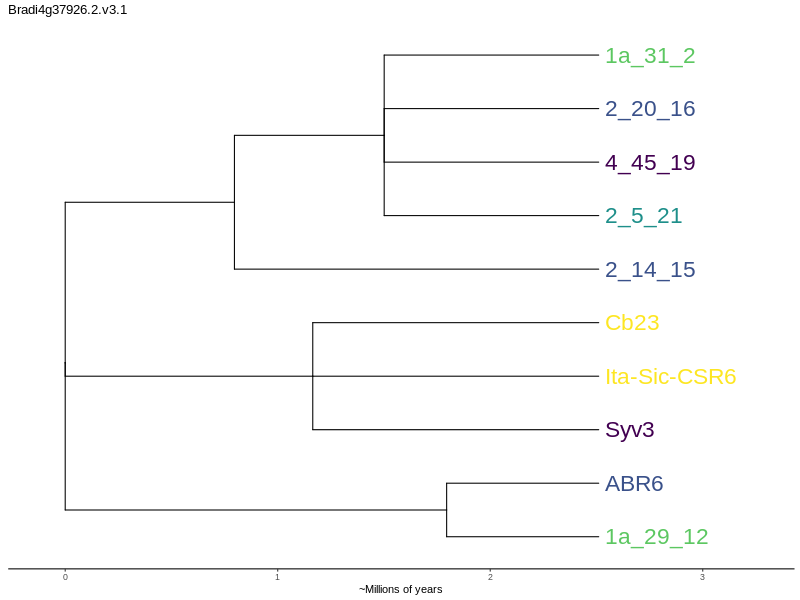 Bradi4g37926.2.v3.1
1a_31_2
2_20_16
4_45_19
2_5_21
2_14_15
Cb23
Ita-Sic-CSR6
Syv3
ABR6
1a_29_12
0 1 2 3
~Millions of years